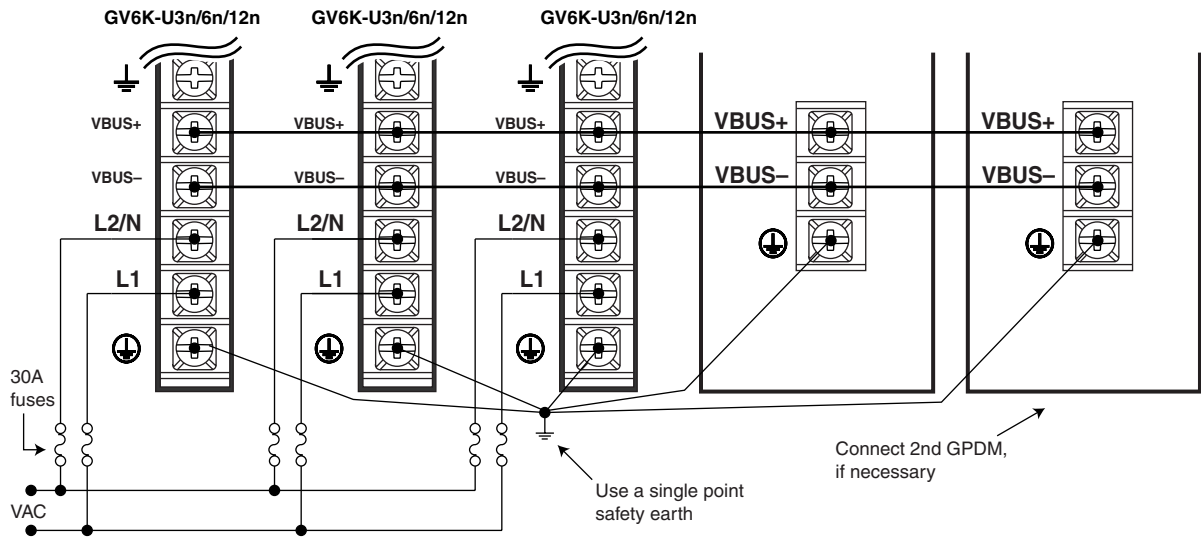 GV6K-U3n/6n/12n GV6K-U3n/6n/12n GV6K-U3n/6n/12n
VBUS+ VBUS+ VBUS+ VBUS+ VBUS+
VBUS– VBUS– VBUS– VBUS– VBUS–
L2/N L2/N L2/N
L1 L1 L1
30A
fuses
VAC
Use a single point
safety earth
Connect 2nd GPDM,
if necessary